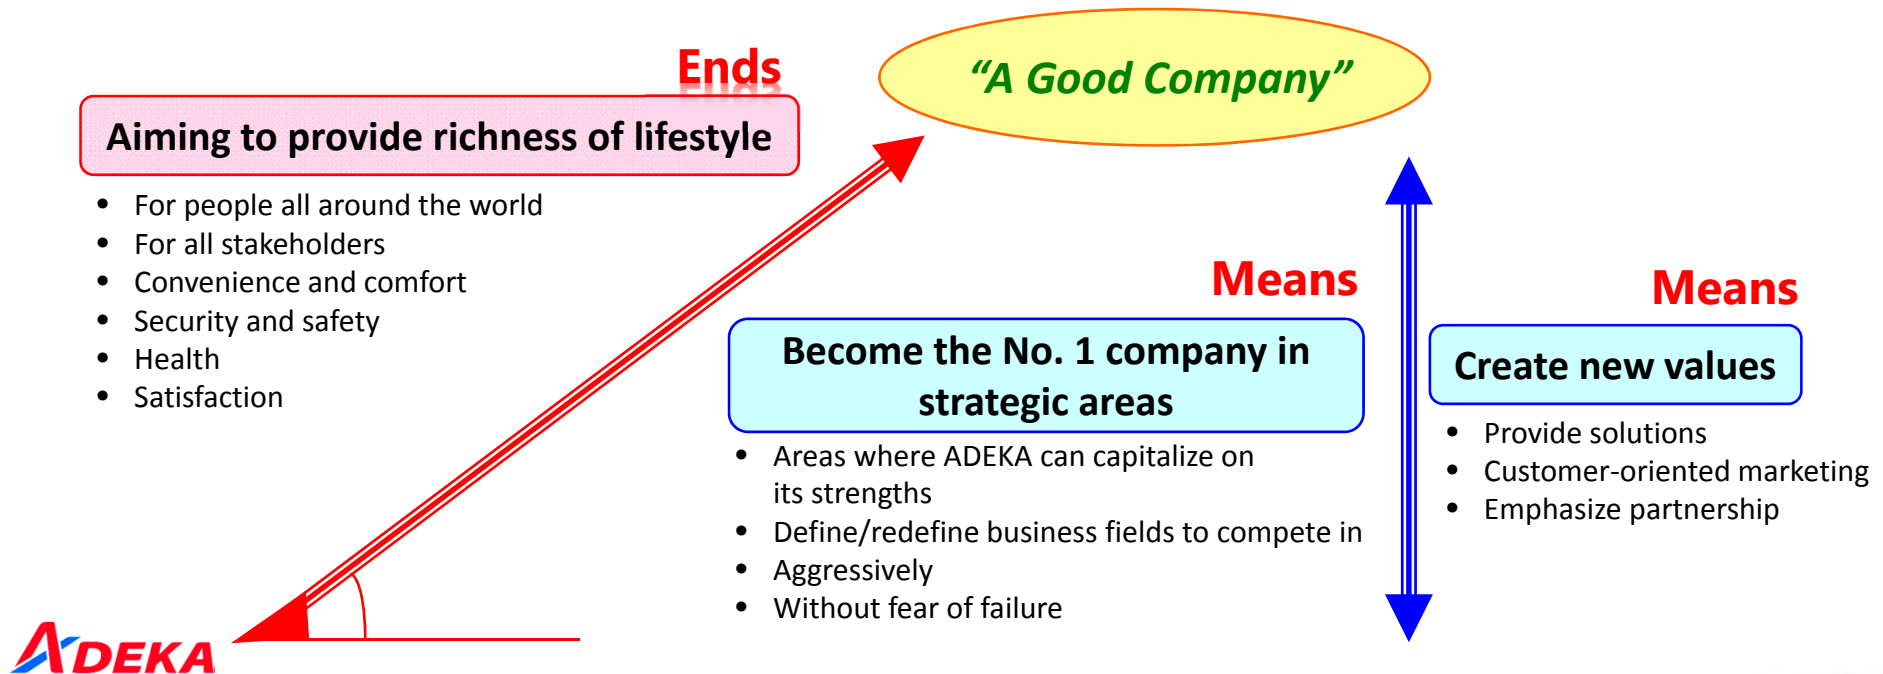 “A Good Company”
Ends
Aiming to provide richness of lifestyle
• For people all around the world
• For all stakeholders
• Convenience and comfort
• Security and safety
• Health
• Satisfaction
Means
Become the No. 1 company in
strategic areas
• Areas where ADEKA can capitalize on
its strengths
• Define/redefine business fields to compete in
• Aggressively
• Without fear of failure
Means
Create new values
• Provide solutions
• Customer-oriented marketing
• Emphasize partnership
ADEKA